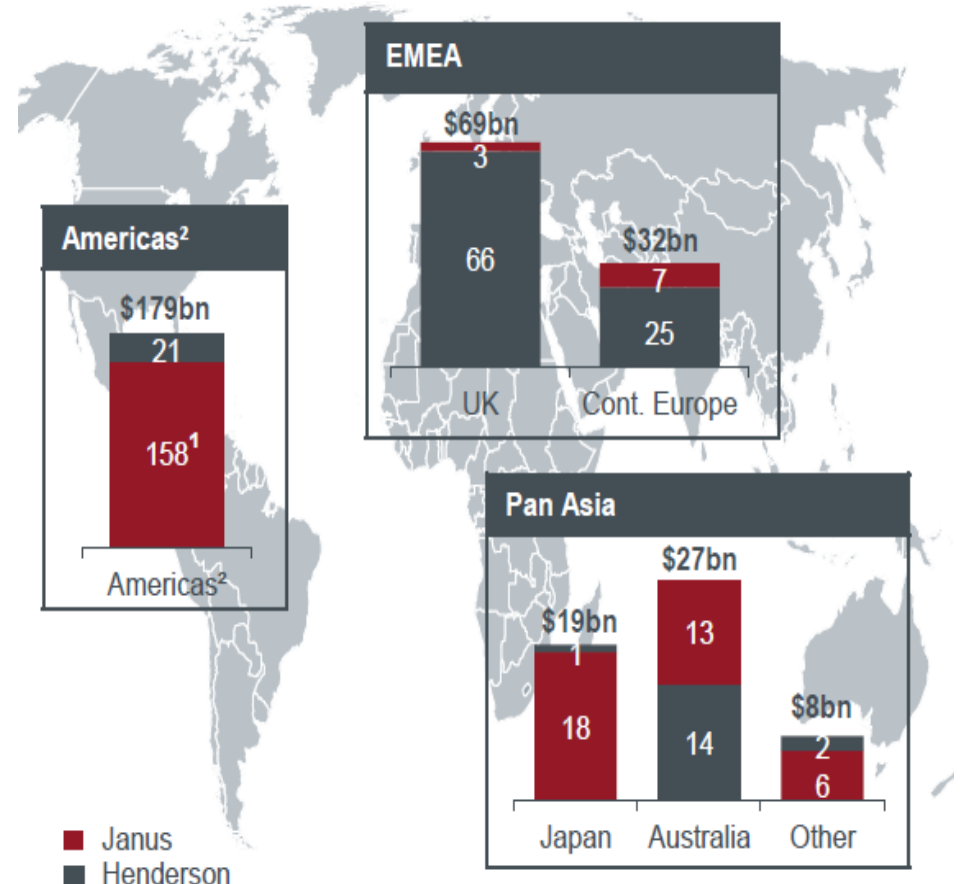 EMEA
$69bn
3
66
$32bn
7
25
UK Cont. Europe
Americas²
$179bn
21
158¹
Americas²
Pan Asia
$19bn
1
18
$27bn
13
14
$8bn
2
6
Japan Australia Other
Janus
Henderson